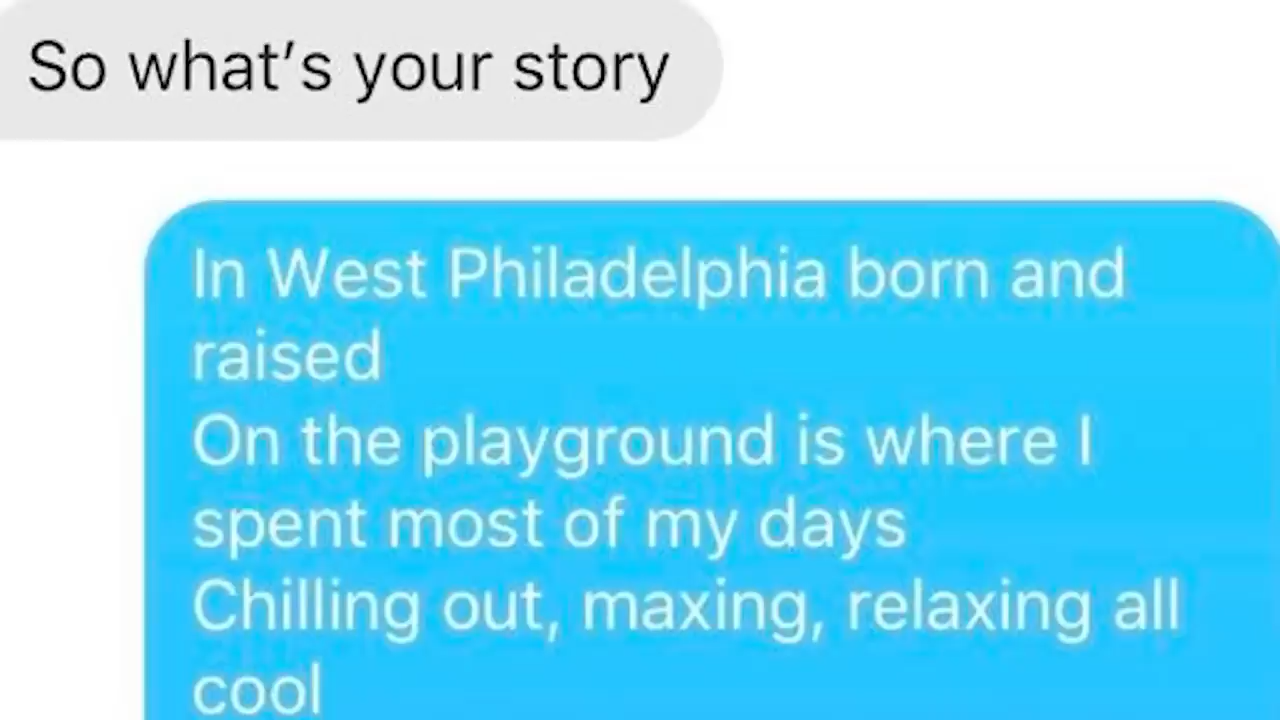 So what’s your story
In West Philadelphia born and
raised
On the playground is where I
spent most of my days
Chilling out, maxing, relaxing all
cool